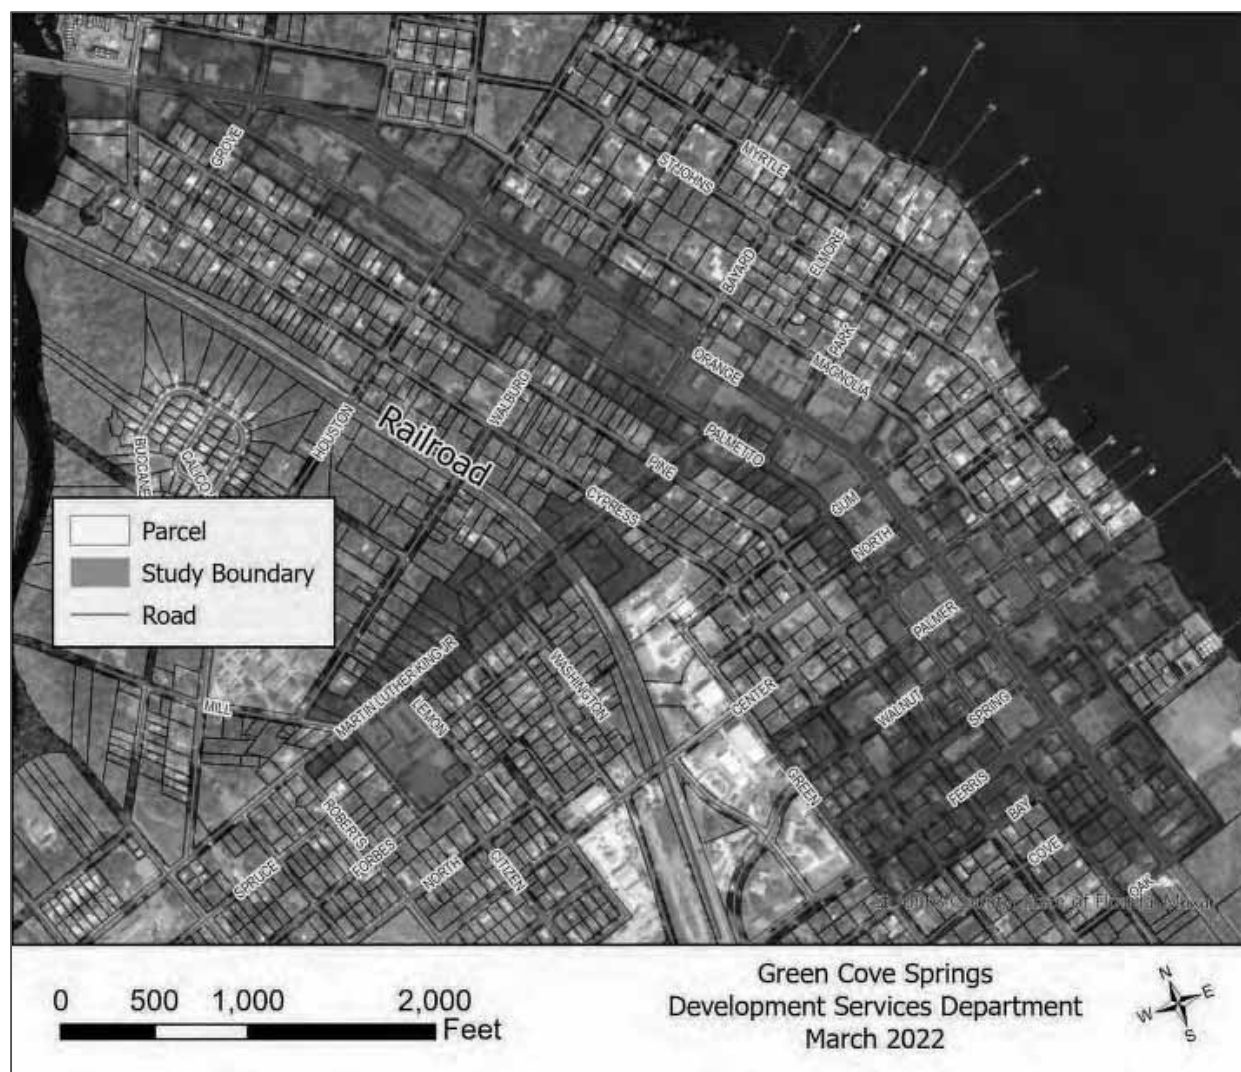 GROVE
MYRTLE
ST JOHNS
ELMORE
BAYARD
PARK
ORANGE
MAGNOLIA
WALBURG
HOUSTON
Railroad
BUCCANE
CALICO
PALMETTO
PINE
CYPRESS
GUM
NORTH
PALMER
MARTIN LUTHER KING JR
WASHINGTON
LEMON
MILL
CENTER
WALNUT
SPRING
GREEN
FERRIS
BAY
COVE
OAK
ROBERTS
FORBES
SPRUCE
NORTH
CITIZEN
Parcel
Study Boundary
Road
0 500 1,000 2,000
Feet
Green Cove Springs
Development Services Department
March 2022
N
E
W
S